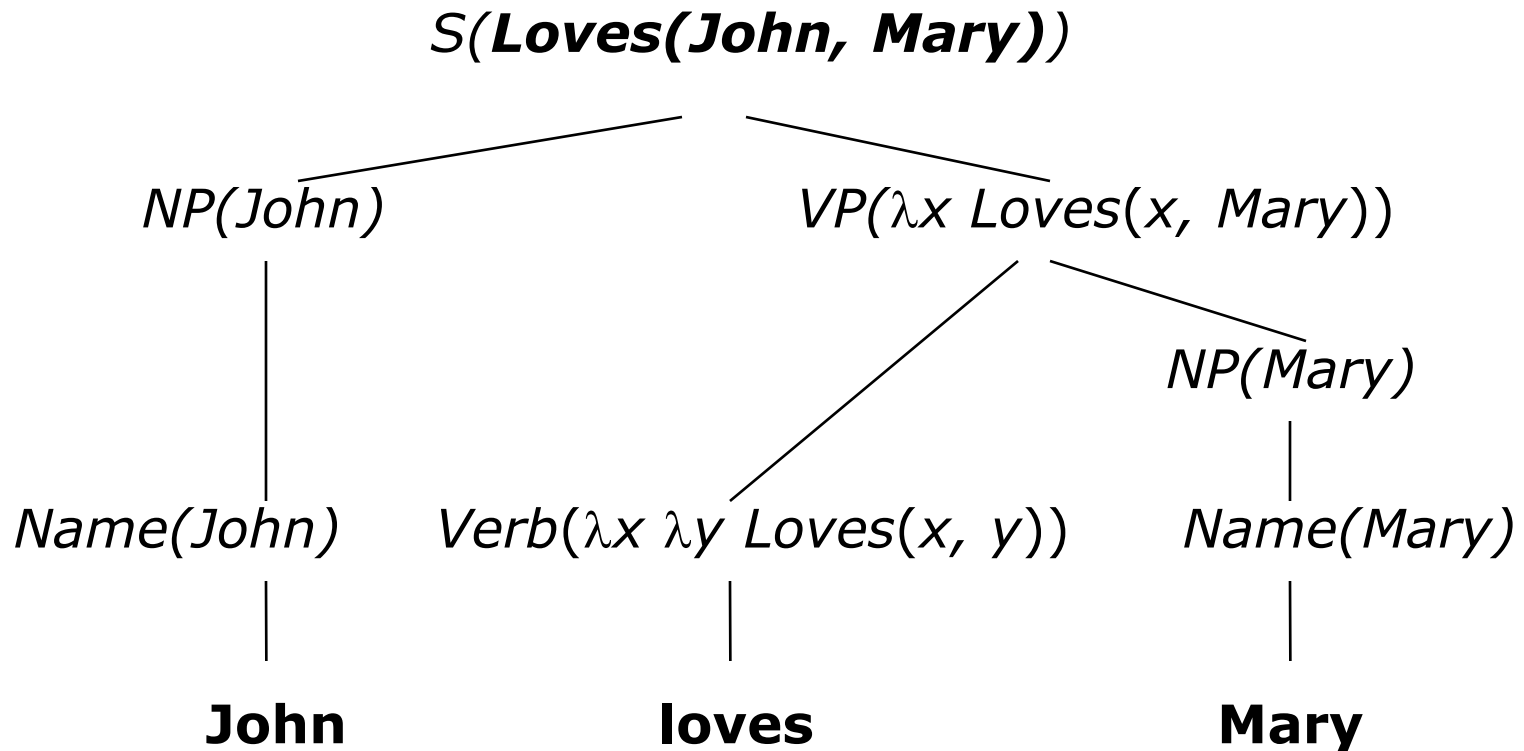 S(Loves(John, Mary))
NP(John) VP(λx Loves(x, Mary))
NP(Mary)
Name(John) Verb(λx λy Loves(x, y)) Name(Mary)
John loves Mary